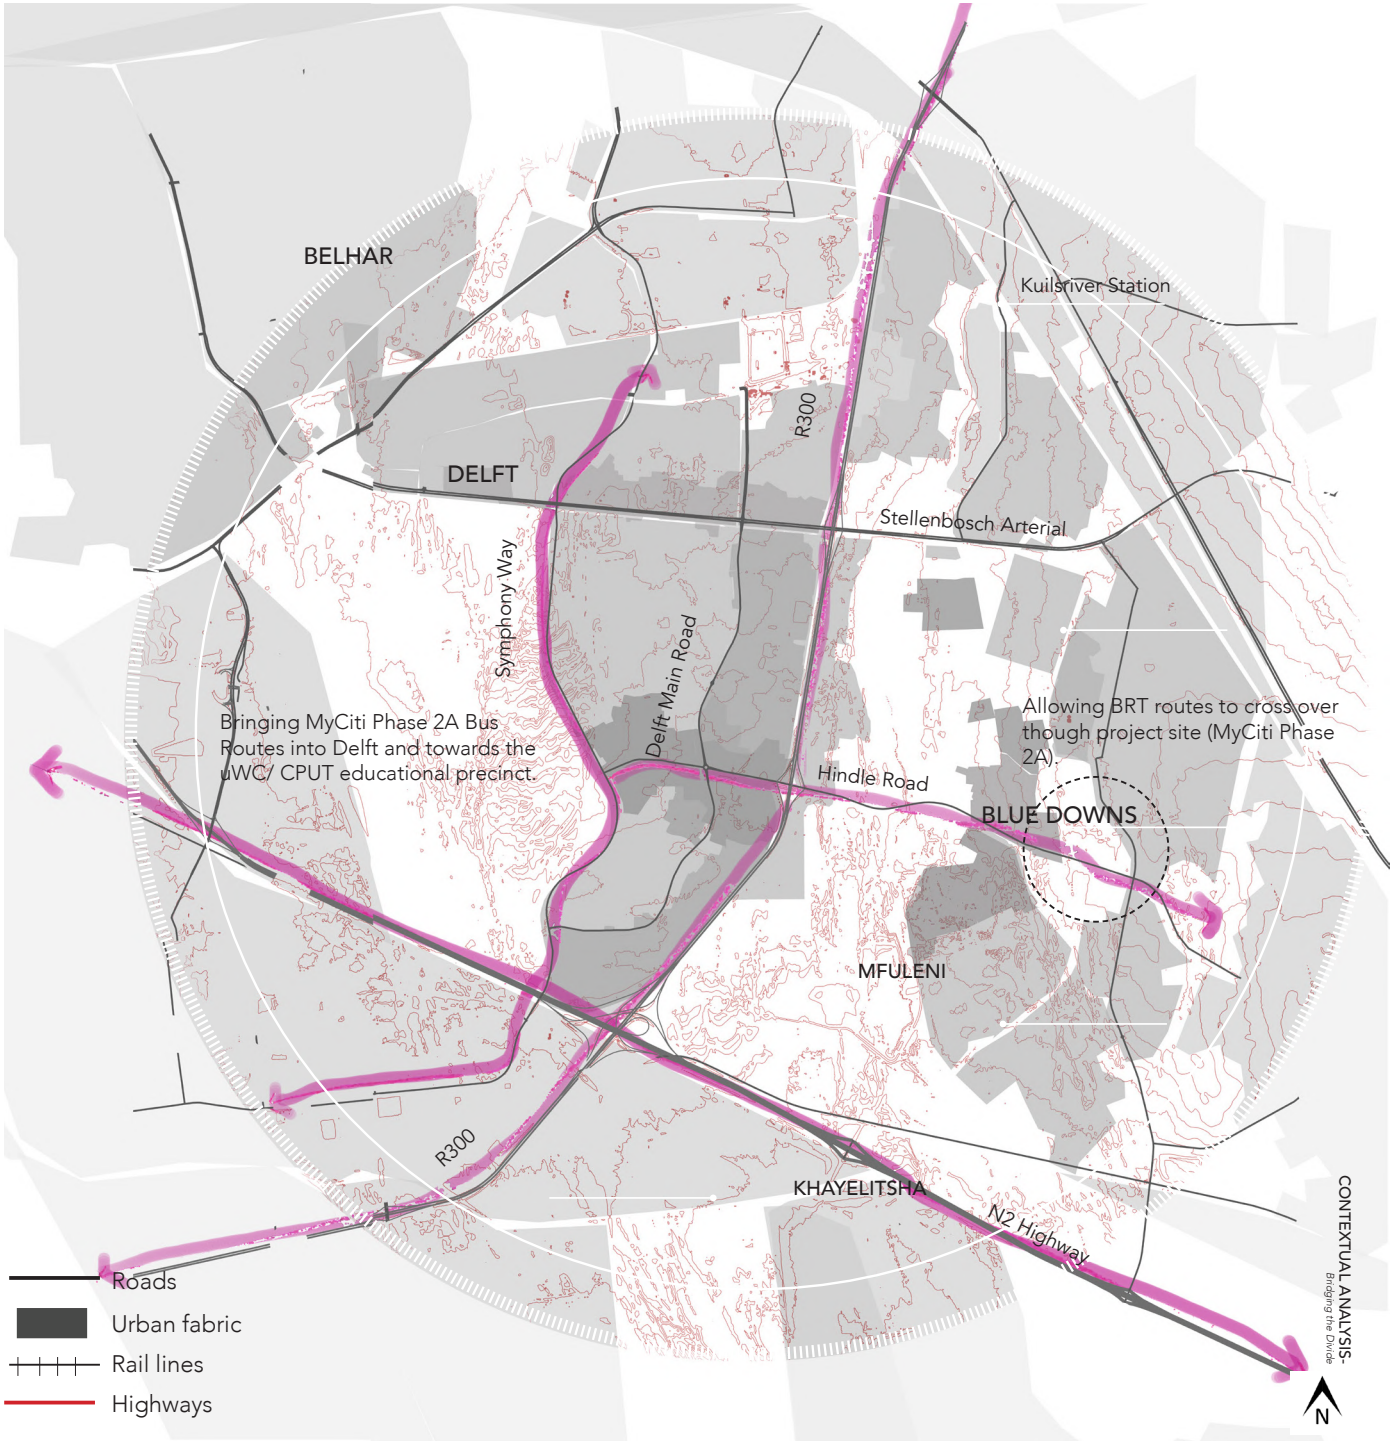 BELHAR
Kuilsriver Station
R300
DELFT
Stellenbosch Arterial
Symphony Way
Delft Main Road
Bringing MyCiti Phase 2A Bus
Routes into Delft and towards the
uWC/ CPUT educational precinct.
Allowing BRT routes to cross over
though project site (MyCiti Phase
2A).
Hindle Road
BLUE DOWNS
MFULENI
R300
KHAYELITSHA
N2 Highway
CONTEXTUAL ANALYSIS-
Bridging the Divide
Roads
Urban fabric
Rail lines
Highways
N